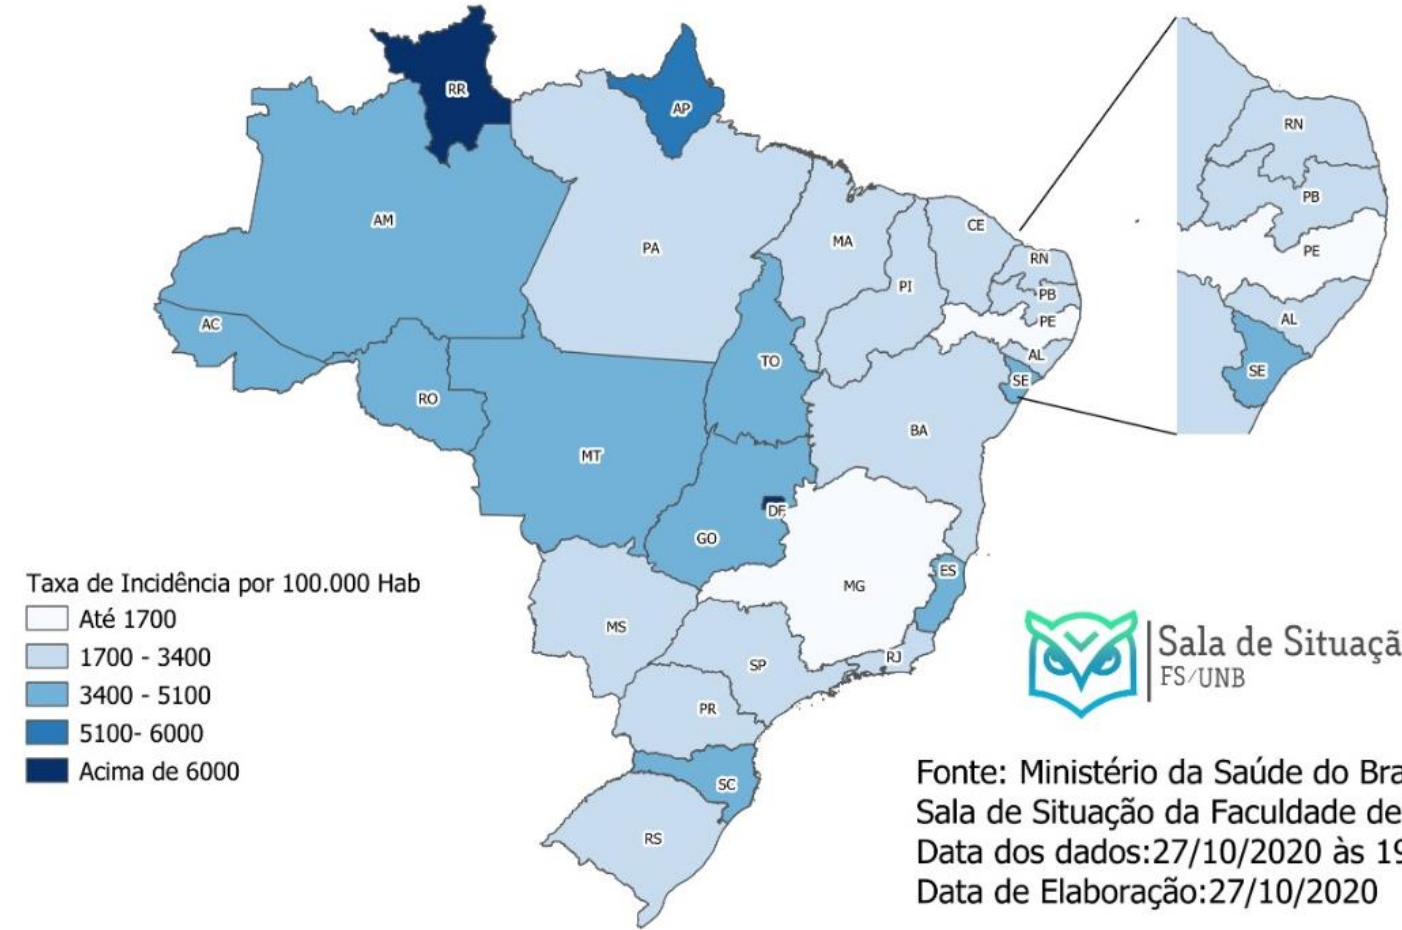 RR
AP
AM
PA
MA
CE
RN
PI
PB
PE
AL
SE
AC
TO
RO
BA
MT
DF
GO
MG
ES
MS
SP
RJ
PR
SC
RS
RN
PB
PE
AL
SE
Taxa de Incidência por 100.000 Hab
Até 1700
1700 - 3400
3400 - 5100
5100- 6000
Acima de 6000
Sala de Situaçã
FS/UNB
Fonte: Ministério da Saúde do Bra
Sala de Situação da Faculdade de
Data dos dados:27/10/2020 às 19
Data de Elaboração:27/10/2020